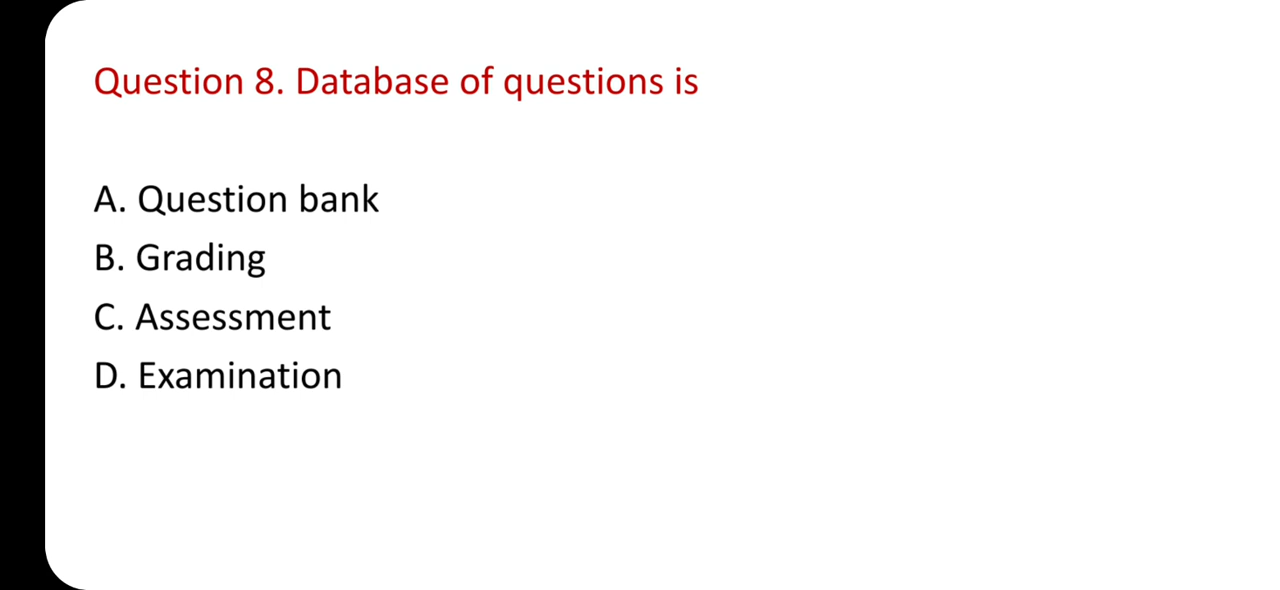 Question 8. Database of questions is
A. Question bank
B. Grading
C. Assessment
D. Examination